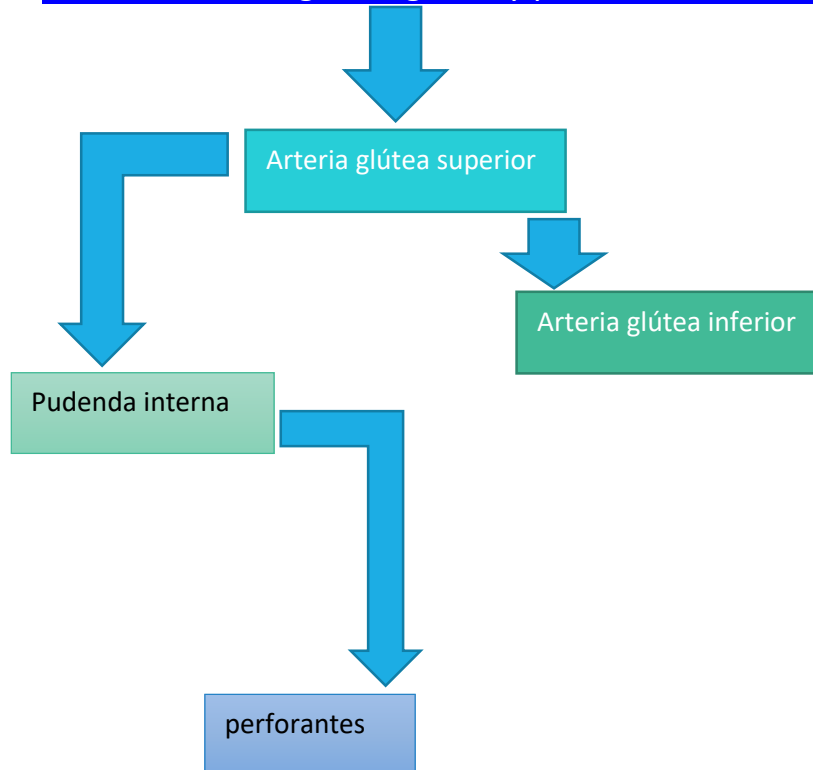 Arteria glútea superior
Arteria glútea inferior
Pudenda interna
perforantes